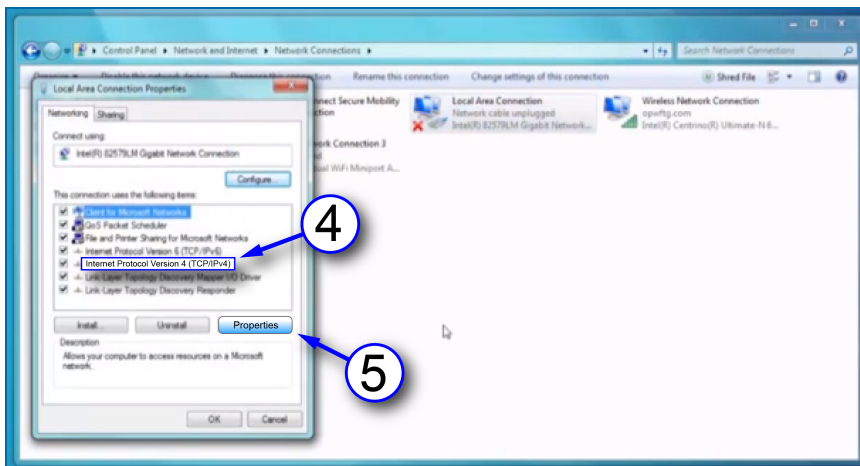 Control Panel ▸ Network and Internet ▸ Network Connections ▸
Search Network Connections
Organize
Disable this network device
Diagnose this connection
Rename this connection
Change settings of this connection
Shred File
Local Area Connection Properties
Networking
Sharing
Connect using:
Intel(R) 82579LM Gigabit Network Connection
Configure...
This connection uses the following items:
Client for Microsoft Networks
QoS Packet Scheduler
File and Printer Sharing for Microsoft Networks
Internet Protocol Version 6 (TCP/IPv6)
Internet Protocol Version 4 (TCP/IPv4)
Link-Layer Topology Discovery Mapper I/O Driver
Link-Layer Topology Discovery Responder
Install...
Uninstall
Properties
Description
Allows your computer to access resources on a Microsoft
network.
OK
Cancel
nnect Secure Mobility
ction
work Connection 3
tual WiFi Miniport A...
Local Area Connection
Network cable unplugged
Intel(R) 82579LM Gigabit Network...
Wireless Network Connection
opwftg.com
Intel(R) Centrino(R) Ultimate-N 6...
4
5